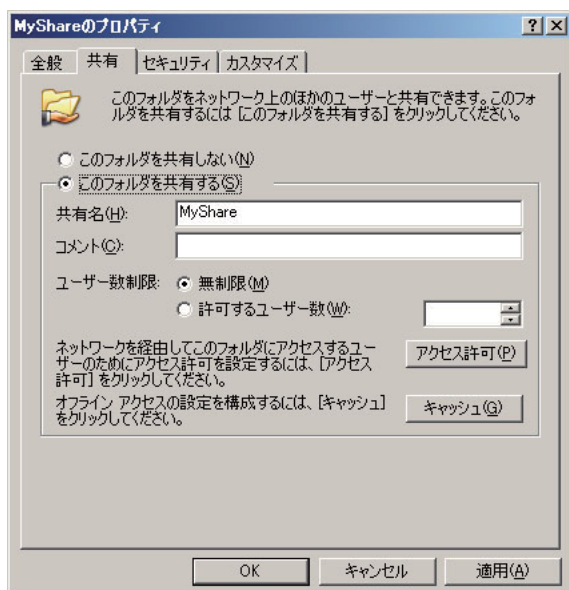 MyShareのプロパティ
全般
共有
セキュリティ
カスタマイズ
このフォルダをネットワーク上のほかのユーザーと共有できます。このフォ
ルダを共有するには [このフォルダを共有する] をクリックしてください。
このフォルダを共有しない(N)
このフォルダを共有する(S)
共有名(H): MyShare
コメント(C):
ユーザー数制限: 無制限(M)
許可するユーザー数(W):
ネットワークを経由してこのフォルダにアクセスするユー
ザーのためにアクセス許可を設定するには、[アクセス
許可] をクリックしてください。
アクセス許可(P)
オフライン アクセスの設定を構成するには、[キャッシュ]
をクリックしてください。
キャッシュ(G)
OK
キャンセル
適用(A)